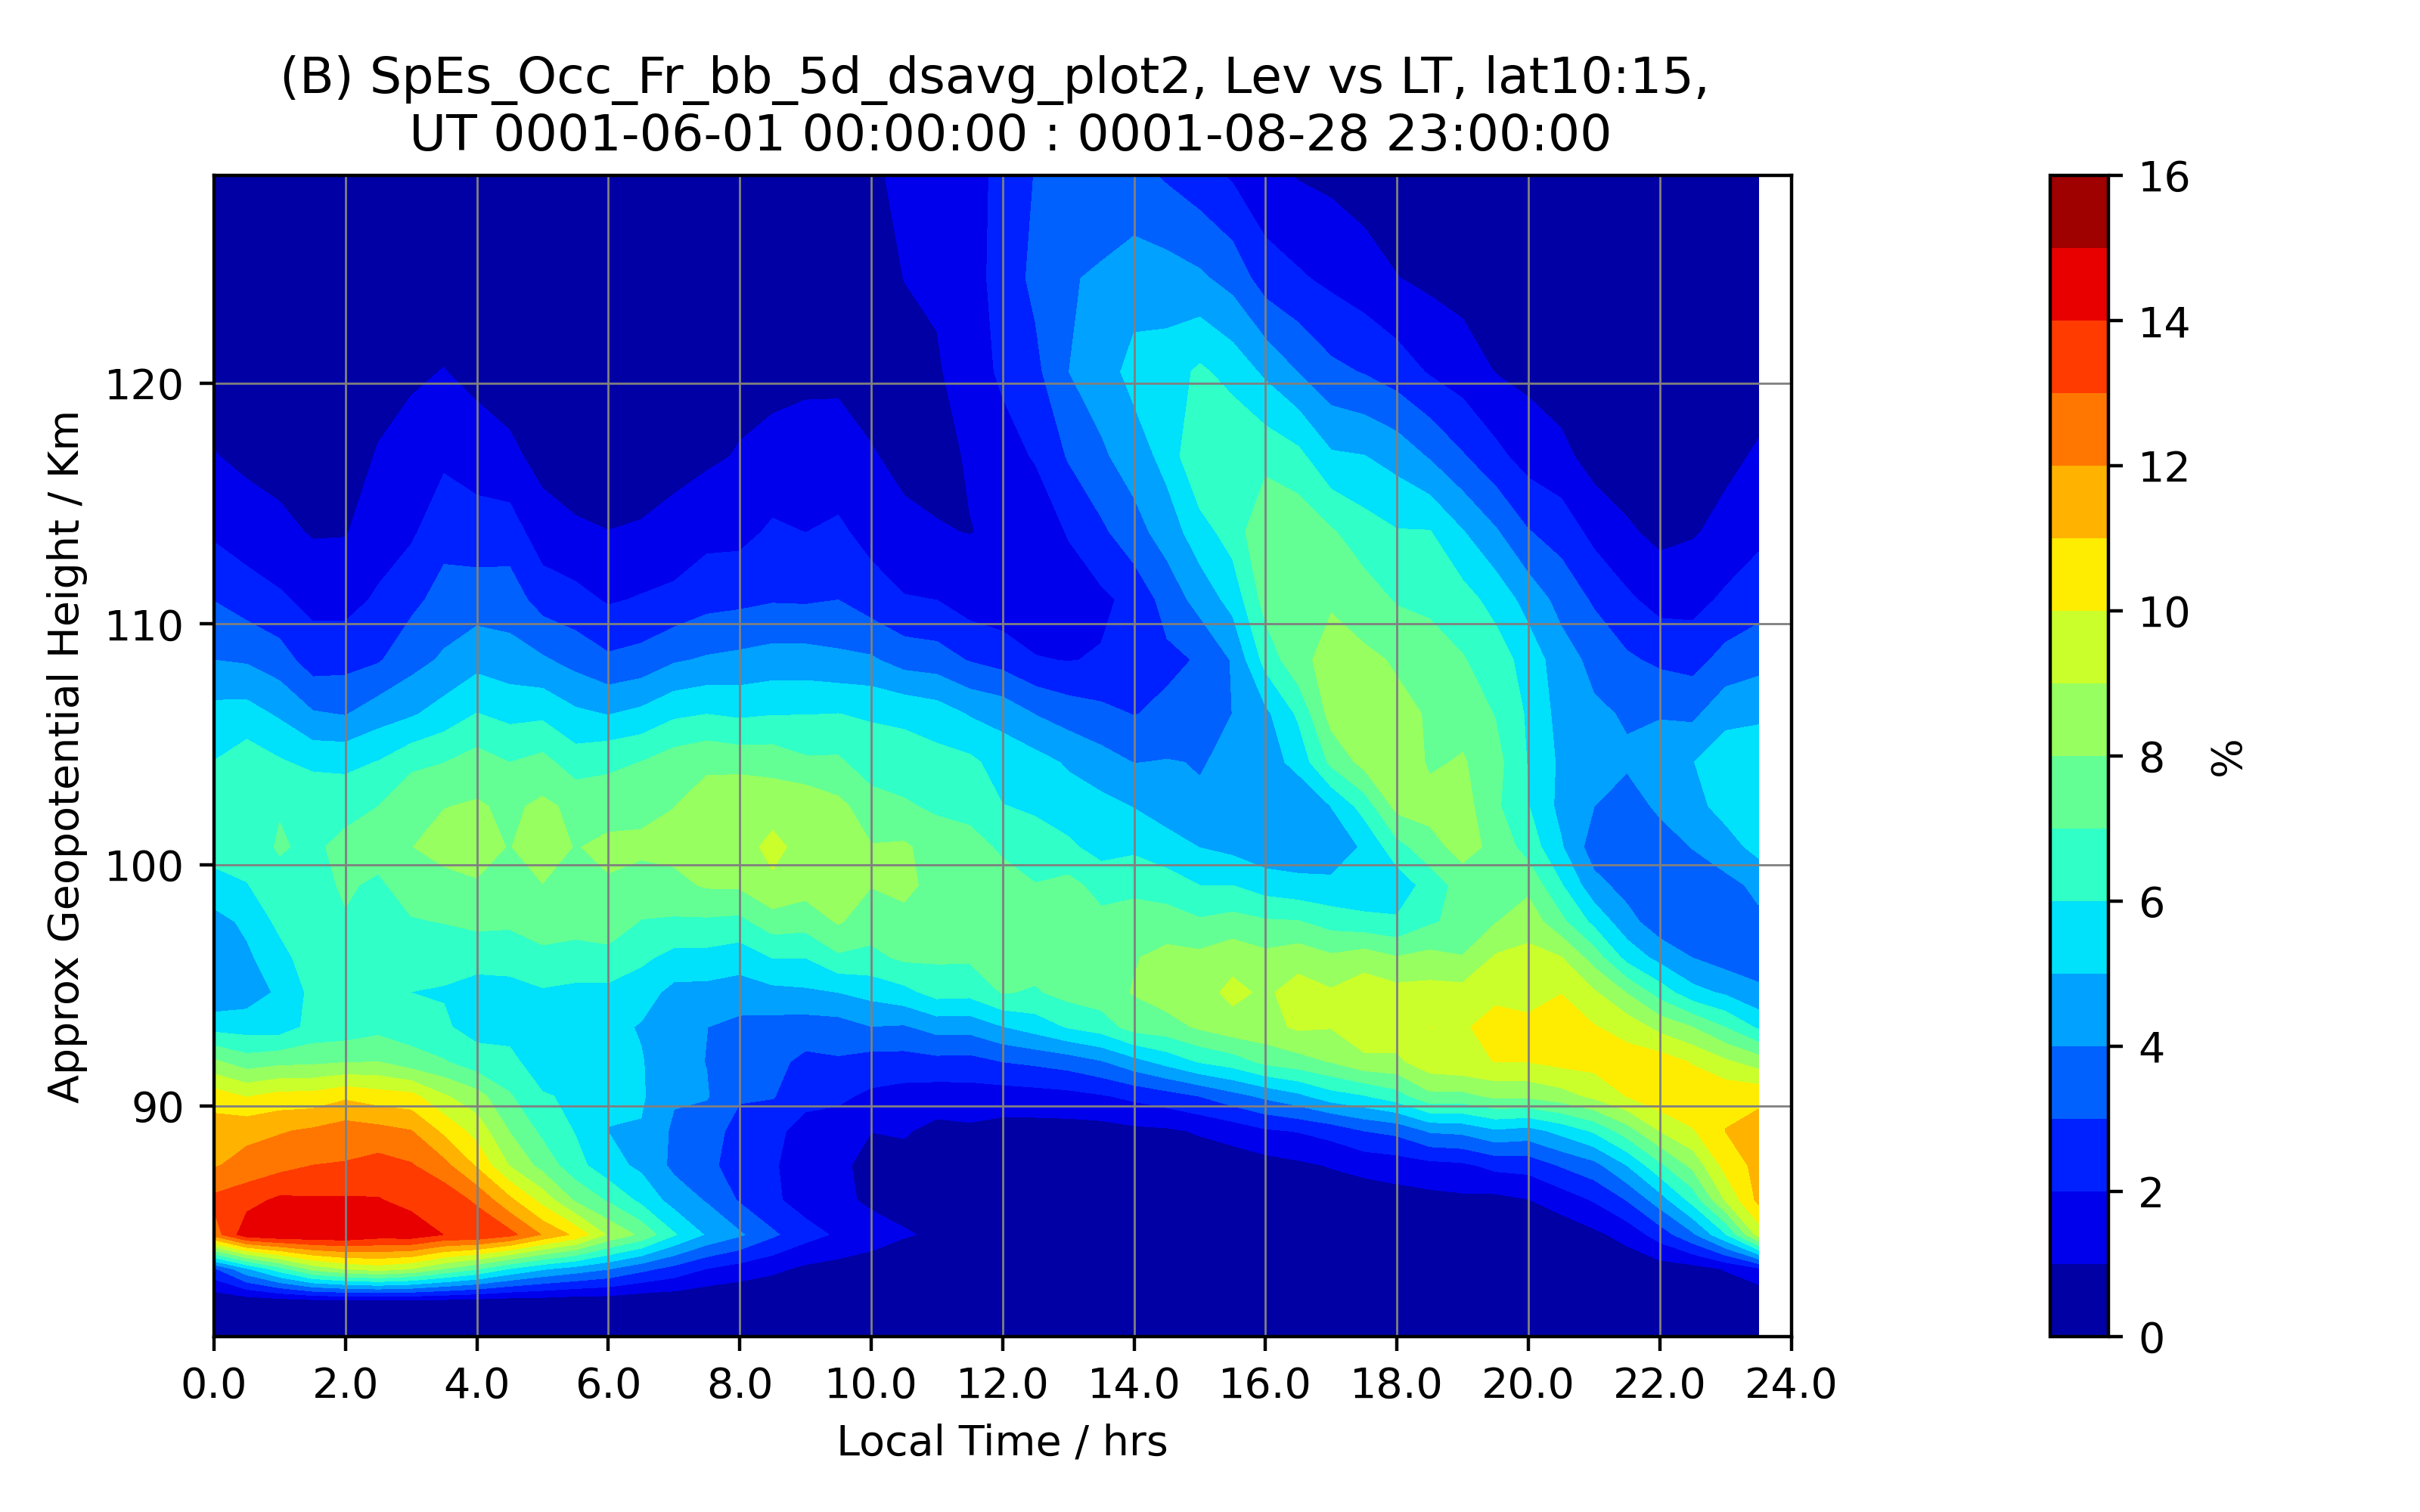 (B) SpEs_Occ_Fr_bb_5d_dsavg_plot2, Lev vs LT, lat10:15,
UT 0001-06-01 00:00:00 : 0001-08-28 23:00:00
Approx Geopotential Height / Km
120
110
100
90
0.0 2.0 4.0 6.0 8.0 10.0 12.0 14.0 16.0 18.0 20.0 22.0 24.0
Local Time / hrs
16
14
12
10
8
6
4
2
0
%